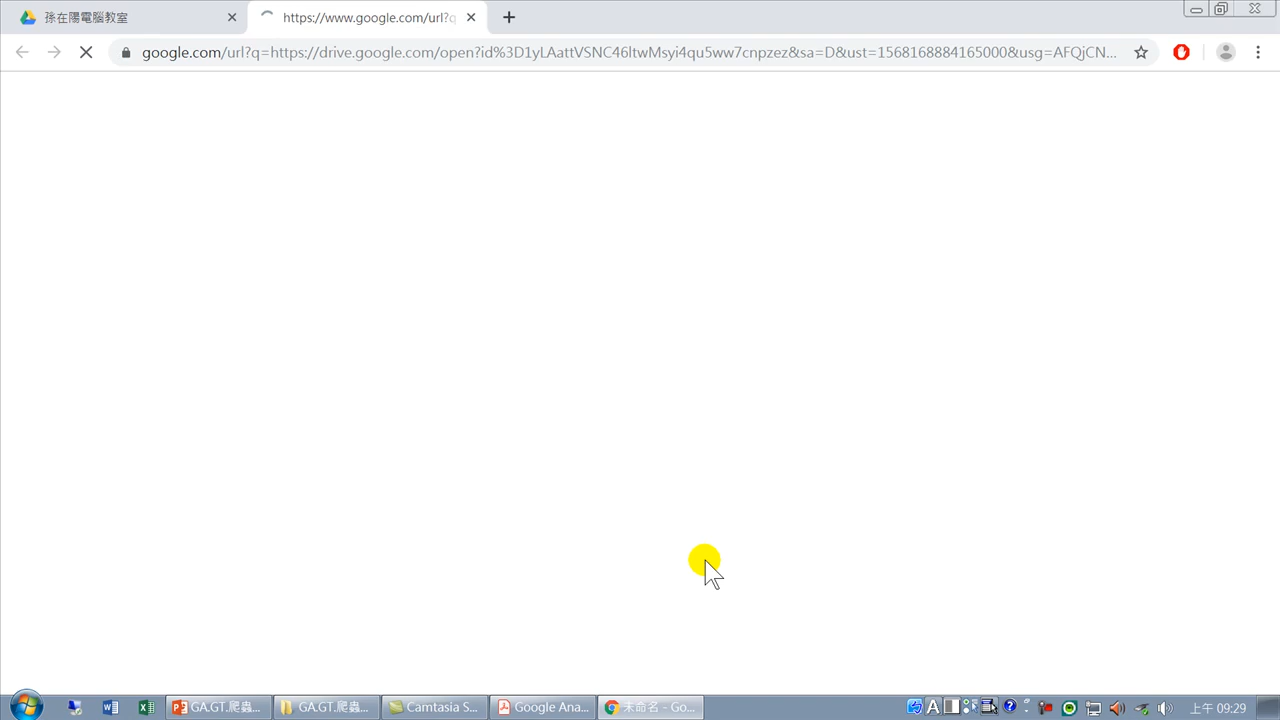 孫在陽電腦教室
https://www.google.com/url?q
google.com/url?q=https://drive.google.com/open?id%3D1yLAattVSNC46ltwMsyi4qu5ww7cnpzez&sa=D&ust=1568168884165000&usg=AFQjCN...
GA.GT.爬蟲...
GA.GT.爬蟲...
Camtasia S...
Google Ana...
未命名 - Go...
A
上午 09:29